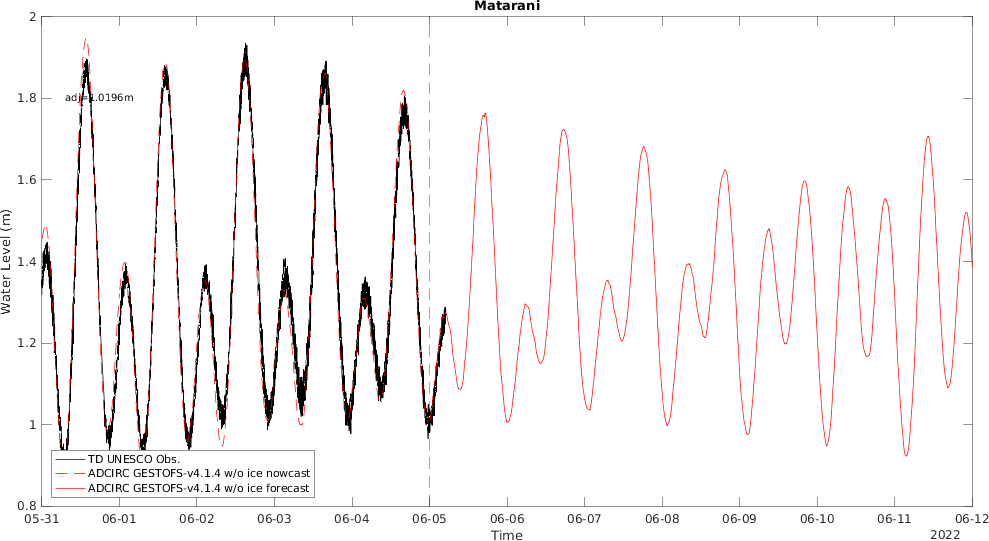 Matarani
2
1.8
1.6
1.4
1.2
1
0.8
Water Level (m)
adj=1.0196m
TD UNESCO Obs.
ADCIRC GESTOFS-v4.1.4 w/o ice nowcast
ADCIRC GESTOFS-v4.1.4 w/o ice forecast
05-31 06-01 06-02 06-03 06-04 06-05 06-06 06-07 06-08 06-09 06-10 06-11 06-12
Time
2022